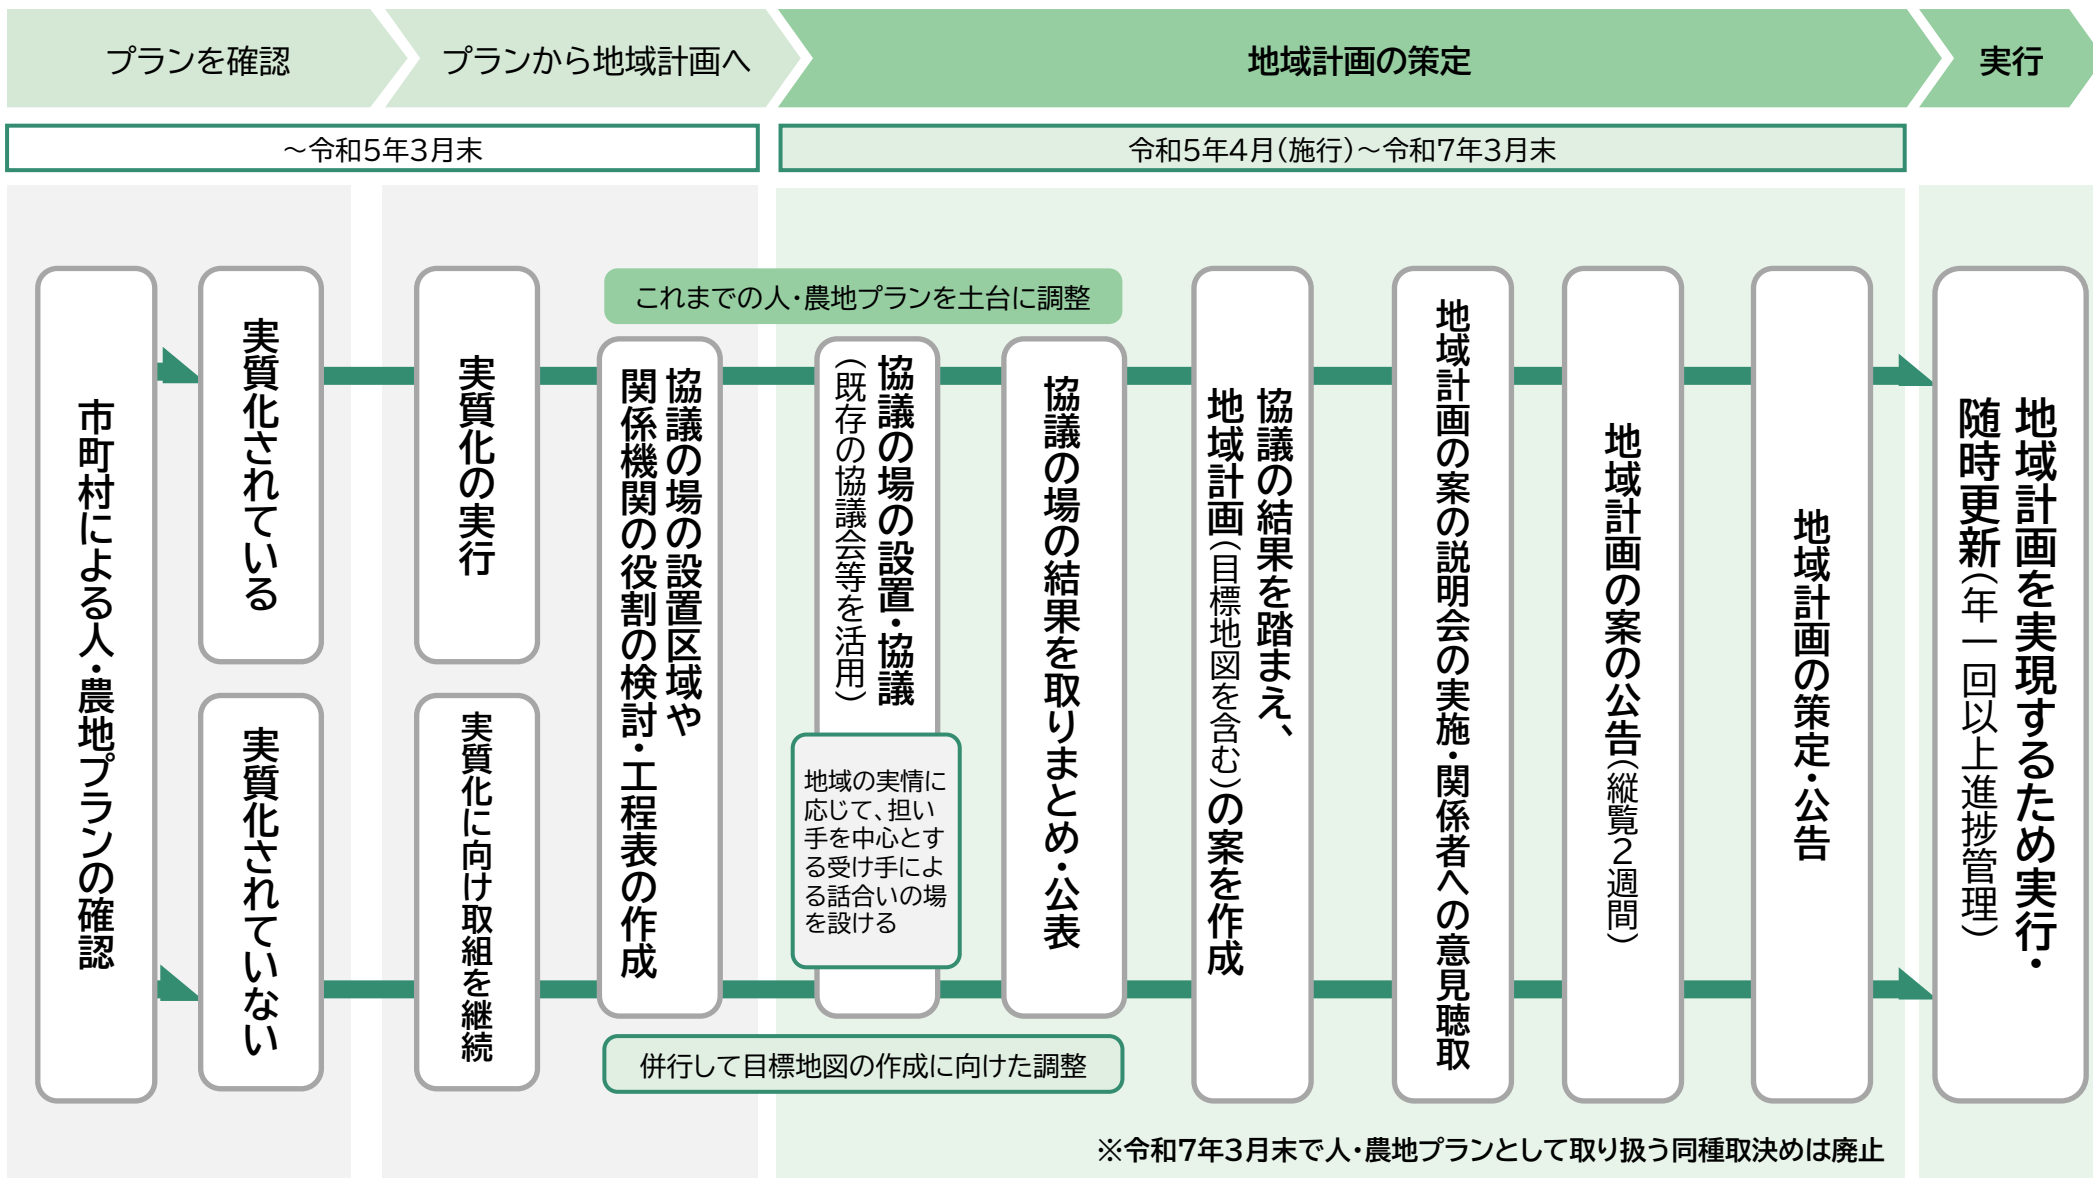 プランを確認
プランから地域計画へ
地域計画の策定
実行
～令和5年3月末
令和5年4月(施行)～令和7年3月末
市町村による人・農地プランの確認
実質化されている
実質化されていない
実質化の実行
実質化に向け取組を継続
これまでの人・農地プランを土台に調整
協議の場の設置区域や
関係機関の役割の検討・工程表の作成
協議の場の設置・協議
(既存の協議会等を活用)
地域の実情に
応じて、担い
手を中心とす
る受け手によ
る話合いの場
を設ける
協議の場の結果を取りまとめ・公表
併行して目標地図の作成に向けた調整
協議の結果を踏まえ、
地域計画(目標地図を含む)の案を作成
地域計画の案の説明会の実施・関係者への意見聴取
地域計画の案の公告(縦覧2週間)
地域計画の策定・公告
地域計画を実現するため実行・
随時更新(年一回以上進捗管理)
※令和7年3月末で人・農地プランとして取り扱う同種取決めは廃止